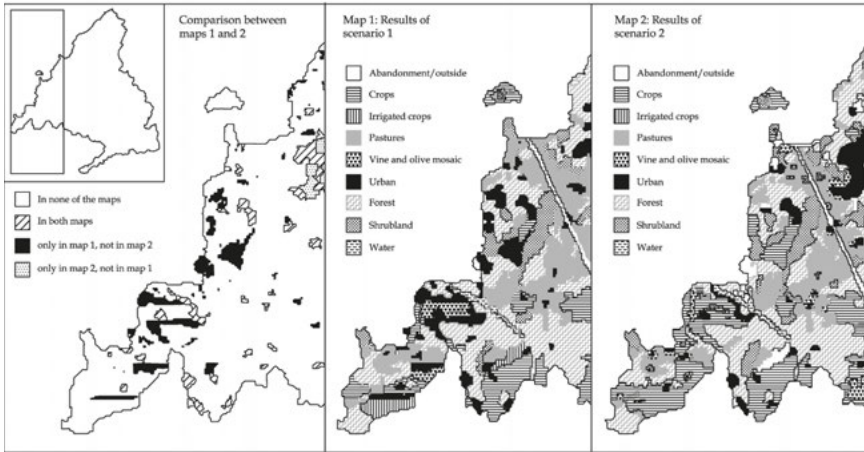 Comparison between
maps 1 and 2
In none of the maps
In both maps
only in map 1, not in map 2
only in map 2, not in map 1
Map 1: Results of
scenario 1
Abandonment/outside
Crops
Irrigated crops
Pastures
Vine and olive mosaic
Urban
Forest
Shrubland
Water
Map 2: Results of
scenario 2
Abandonment/outside
Crops
Irrigated crops
Pastures
Vine and olive mosaic
Urban
Forest
Shrubland
Water